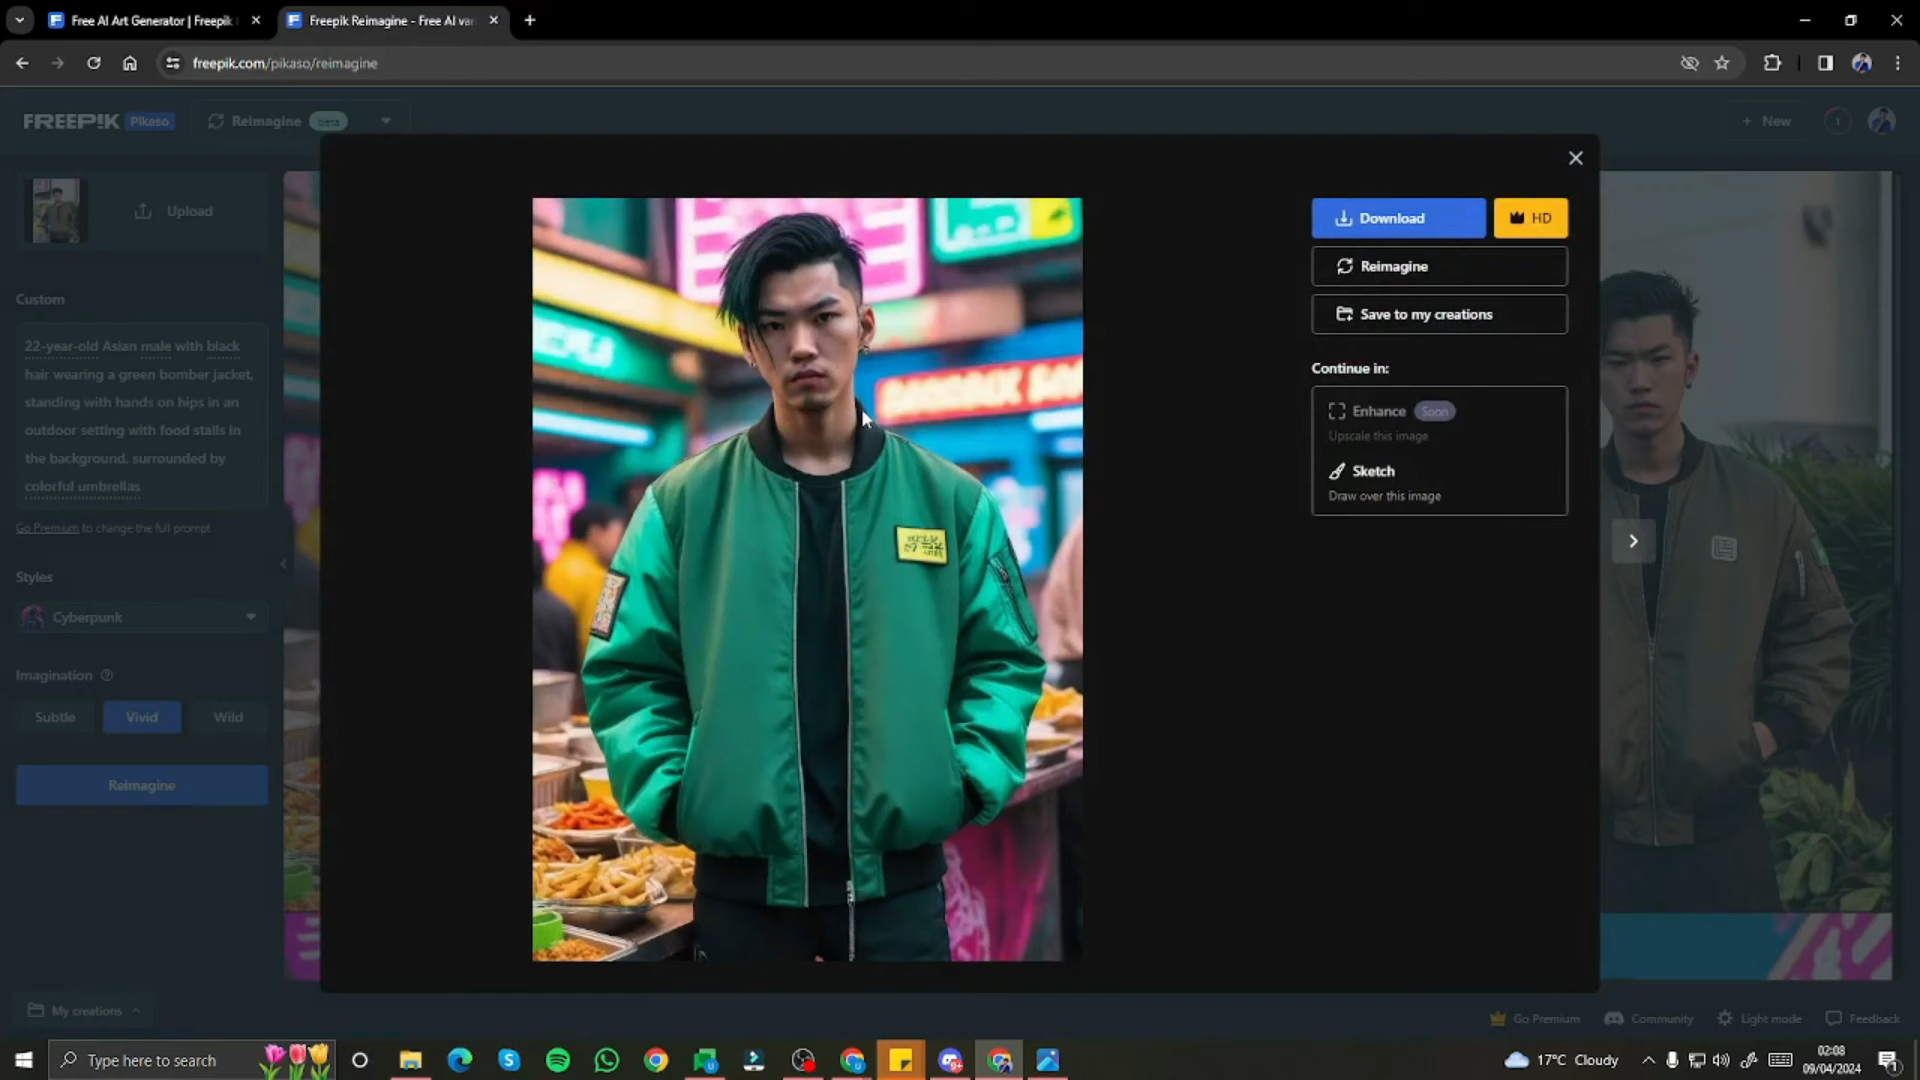 Free AI Art Generator | Freepik
Freepik Reimagine - Free AI var
freepik.com/pikaso/reimagine
FREEP!K Pikaso
Reimagine beta
New
1
Upload
Download
HD
Reimagine
Save to my creations
Custom
22-year-old Asian male with black
hair wearing a green bomber jacket,
standing with hands on hips in an
outdoor setting with food stalls in
the background. surrounded by
colorful umbrellas
Go Premium to change the full prompt
Continue in:
Enhance Soon
Upscale this image
Sketch
Draw over this image
Styles
Cyberpunk
Imagination
Subtle
Vivid
Wild
Reimagine
My creations
Go Premium
Community
Light mode
Feedback
Type here to search
9+
17°C Cloudy
02:08
09/04/2024
1